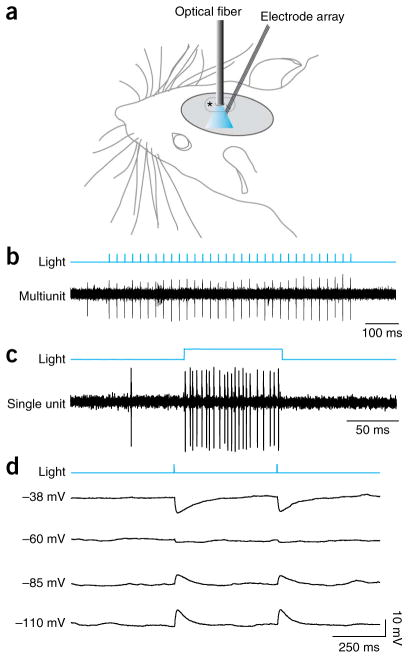 a
Optical fiber
Electrode array
*
b
Light
Multiunit
100 ms
c
Light
Single unit
50 ms
d
Light
–38 mV
–60 mV
–85 mV
–110 mV
10 mV
250 ms